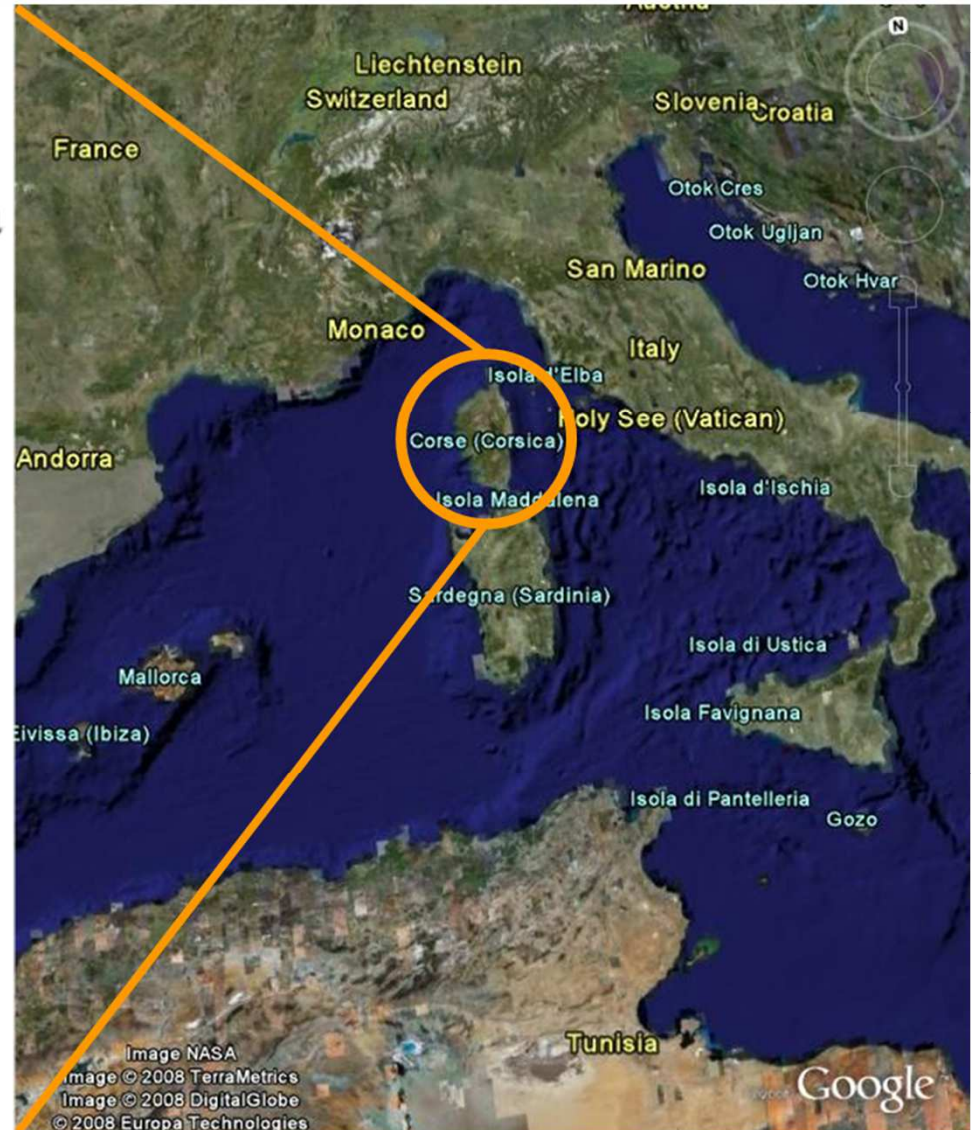 Austria
N
Liechtenstein
Switzerland
Slovenia
Croatia
France
Otok Cres
Otok Ugljan
San Marino
Otok Hvar
Monaco
Italy
Isola d'Elba
Holy See (Vatican)
Corse (Corsica)
Andorra
Isola d'Ischia
Isola Maddalena
Sardegna (Sardinia)
Isola di Ustica
Mallorca
Isola Favignana
Eivissa (Ibiza)
Isola di Pantelleria
Gozo
Tunisia
Image NASA
Image © 2008 TerraMetrics
Image © 2008 DigitalGlobe
© 2008 Europa Technologies
Google